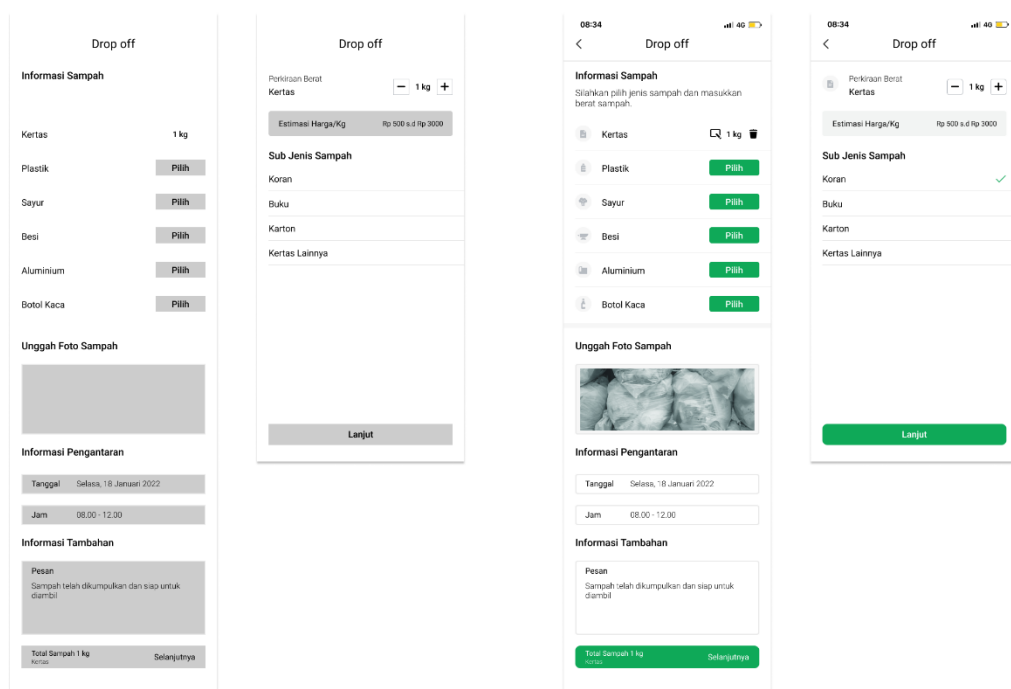 Drop off
Informasi Sampah
Kertas 1 kg
Plastik Pilih
Sayur Pilih
Besi Pilih
Aluminium Pilih
Botol Kaca Pilih
Unggah Foto Sampah
Informasi Pengantaran
Tanggal Selasa, 18 Januari 2022
Jam 08.00 - 12.00
Informasi Tambahan
Pesan
Sampah telah dikumpulkan dan siap untuk
diambil
Total Sampah 1 kg
Kertas
Selanjutnya
Drop off
Perkiraan Berat
Kertas
1 kg
Estimasi Harga/Kg Rp 500 s.d Rp 3000
Sub Jenis Sampah
Koran
Buku
Karton
Kertas Lainnya
Lanjut
08:34 4G
Drop off
Informasi Sampah
Silahkan pilih jenis sampah dan masukkan
berat sampah.
Kertas 1 kg
Plastik Pilih
Sayur Pilih
Besi Pilih
Aluminium Pilih
Botol Kaca Pilih
Unggah Foto Sampah
Informasi Pengantaran
Tanggal Selasa, 18 Januari 2022
Jam 08.00 - 12.00
Informasi Tambahan
Pesan
Sampah telah dikumpulkan dan siap untuk
diambil
Total Sampah 1 kg
Kertas
Selanjutnya
08:34 4G
Drop off
Perkiraan Berat
Kertas
1 kg
Estimasi Harga/Kg Rp 500 s.d Rp 3000
Sub Jenis Sampah
Koran
Buku
Karton
Kertas Lainnya
Lanjut